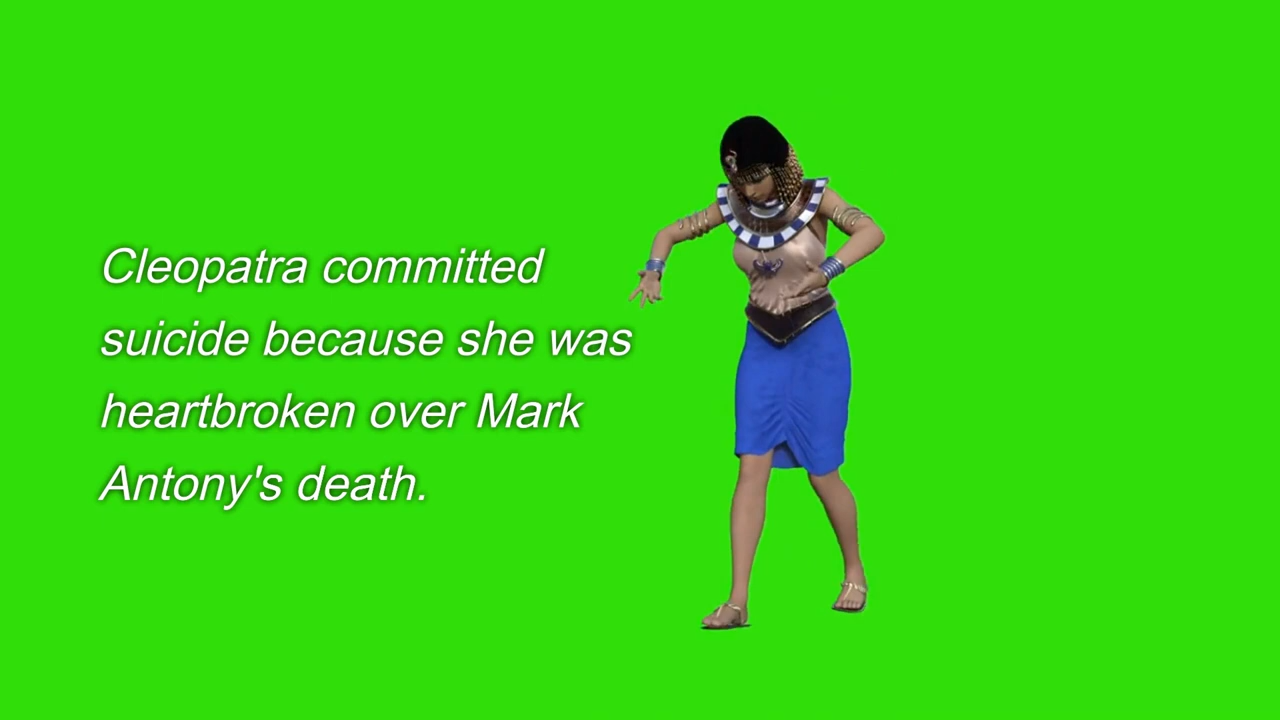 Cleopatra committed
suicide because she was
heartbroken over Mark
Antony's death.